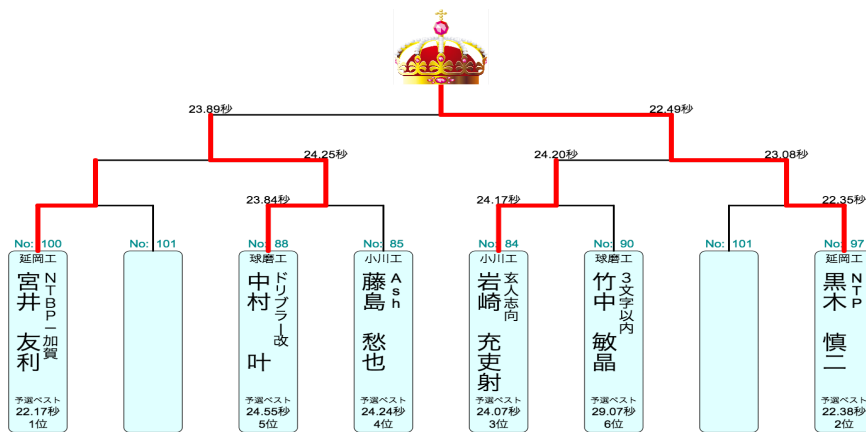 23.89秒
22.49秒
24.25秒
24.20秒
23.08秒
23.84秒
24.17秒
22.35秒
No: 100
No: 101
No: 88
No: 85
No: 84
No: 90
No: 101
No: 97
延岡工
NTBP－加賀
宮井 友利
予選ベスト
22.17秒
1位
球磨工
ドリブラー改
中村 叶
予選ベスト
24.55秒
5位
小川工
Ash
藤島 愁也
予選ベスト
24.24秒
4位
小川工
玄人志向
岩崎 充吏射
予選ベスト
24.07秒
3位
球磨工
3文字以内
竹中 敏晶
予選ベスト
29.07秒
6位
延岡工
NTP
黒木 慎二
予選ベスト
22.38秒
2位